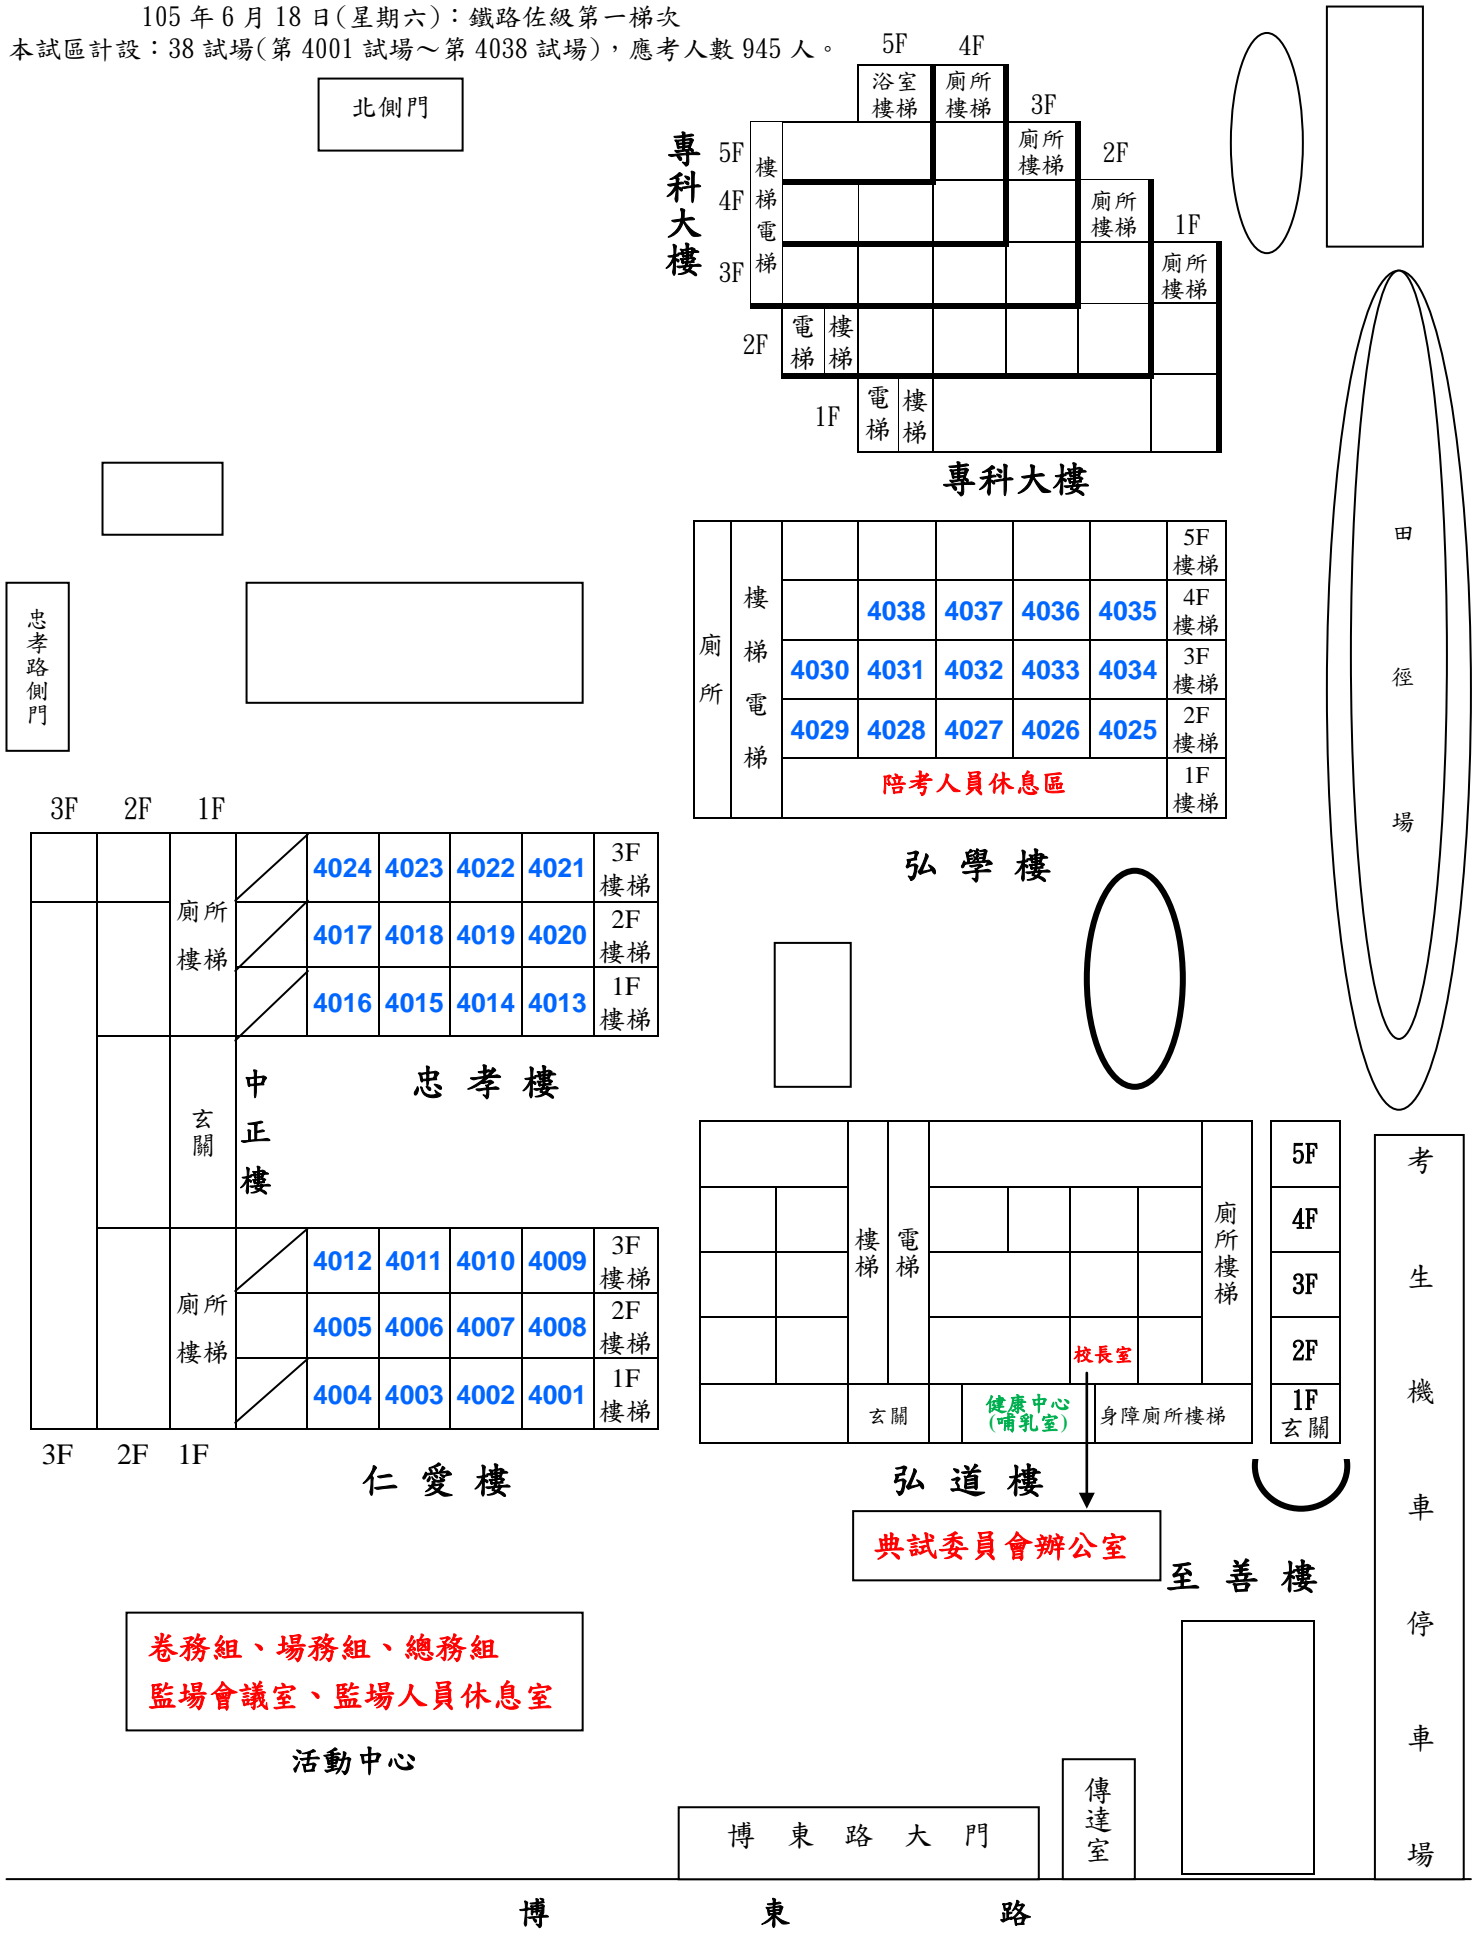 105 年 6 月 18 日(星期六)：鐵路佐級第一梯次
本試區計設：38 試場(第 4001 試場～第 4038 試場)，應考人數 945 人。
北側門
專科大樓
5F
4F
3F
2F
1F
浴室
樓梯
廁所
樓梯
廁所
樓梯
廁所
樓梯
廁所
樓梯
5F
4F
3F
2F
1F
樓梯電梯
電梯
樓梯
電梯
樓梯
專科大樓
田徑場
忠孝路側門
廁所
樓梯電梯
5F
樓梯
4038 4037 4036 4035
4F
樓梯
4030 4031 4032 4033 4034
3F
樓梯
4029 4028 4027 4026 4025
2F
樓梯
陪考人員休息區
1F
樓梯
弘學樓
3F 2F 1F
廁所
樓梯
4024 4023 4022 4021
3F
樓梯
4017 4018 4019 4020
2F
樓梯
4016 4015 4014 4013
1F
樓梯
忠孝樓
玄關
中正樓
廁所
樓梯
4012 4011 4010 4009
3F
樓梯
4005 4006 4007 4008
2F
樓梯
4004 4003 4002 4001
1F
樓梯
3F 2F 1F
仁愛樓
樓梯
電梯
廁所樓梯
校長室
玄關
健康中心
(哺乳室)
身障廁所樓梯
5F
4F
3F
2F
1F
玄關
弘道樓
典試委員會辦公室
至善樓
考生機車停車場
卷務組、場務組、總務組
監場會議室、監場人員休息室
活動中心
博東路大門
傳達室
博東路